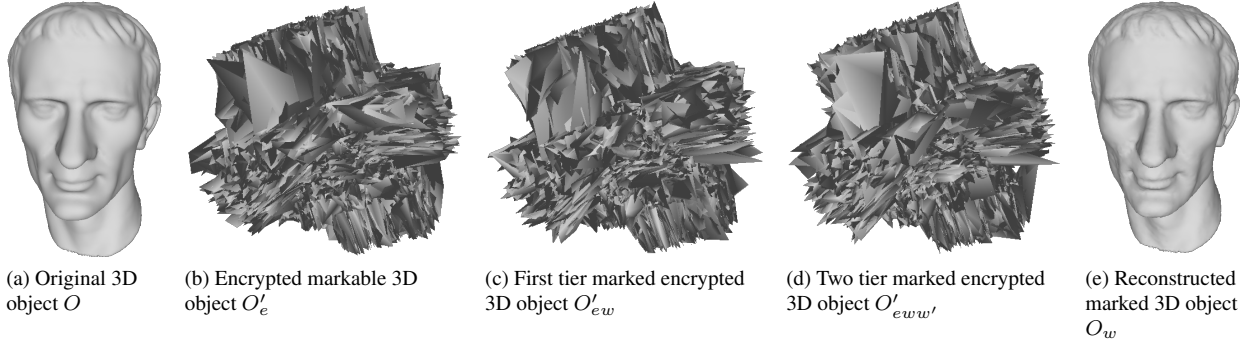 (a) Original 3D
object O
(b) Encrypted markable 3D
object O′e
(c) First tier marked encrypted
3D object O′ew
(d) Two tier marked encrypted
3D object O′eww′
(e) Reconstructed
marked 3D object
Ow